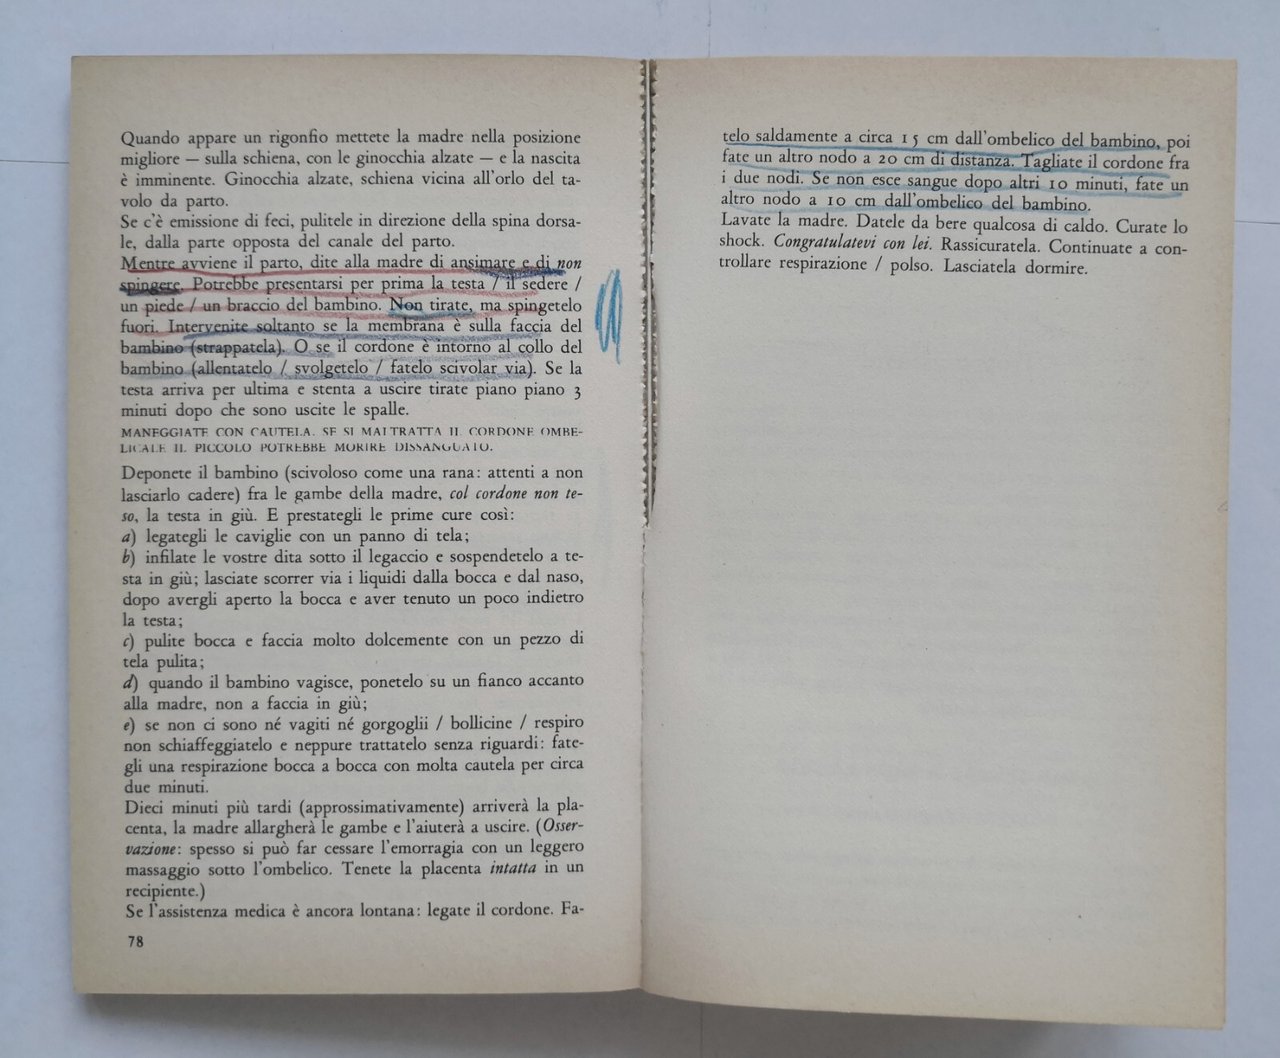 Quando appare un rigonfio mettete la madre nella posizione
migliore — sulla schiena, con le ginocchia alzate — e la nascita
è imminente. Ginocchia alzate, schiena vicina all'orlo del ta-
volo da parto.
Se c'è emissione di feci, pulitele in direzione della spina dorsa-
le, dalla parte opposta del canale del parto.
Mentre avviene il parto, dite alla madre di ansimare e di non
spingere. Potrebbe presentarsi per prima la testa / il sedere /
un piede / un braccio del bambino. Non tirate, ma spingetelo
fuori. Intervenite soltanto se la membrana è sulla faccia del
bambino (strappatela). O se il cordone è intorno al collo del
bambino (allentatelo / svolgetelo / fatelo scivolar via). Se la
testa arriva per ultima e stenta a uscire tirate piano piano 3
minuti dopo che sono uscite le spalle.
MANEGGIATE CON CAUTELA. SE SI MALTRATTA IL CORDONE OMBE-
LICALE IL PICCOLO POTREBBE MORIRE DISSANGUATO.
Deponete il bambino (scivoloso come una rana: attenti a non
lasciarlo cadere) fra le gambe della madre, col cordone non te-
so, la testa in giù. E prestategli le prime cure così:
a) legategli le caviglie con un panno di tela;
b) infilate le vostre dita sotto il legaccio e sospendetelo a te-
sta in giù; lasciate scorrer via i liquidi dalla bocca e dal naso,
dopo avergli aperto la bocca e aver tenuto un poco indietro
la testa;
c) pulite bocca e faccia molto dolcemente con un pezzo di
tela pulita;
d) quando il bambino vagisce, ponetelo su un fianco accanto
alla madre, non a faccia in giù;
e) se non ci sono né vagiti né gorgoglii / bollicine / respiro
non schiaffeggiatelo e neppure trattatelo senza riguardi: fate-
gli una respirazione bocca a bocca con molta cautela per circa
due minuti.
Dieci minuti più tardi (approssimativamente) arriverà la pla-
centa, la madre allargherà le gambe e l'aiuterà a uscire. (Osser-
vazione: spesso si può far cessare l'emorragia con un leggero
massaggio sotto l'ombelico. Tenete la placenta intatta in un
recipiente.)
Se l'assistenza medica è ancora lontana: legate il cordone. Fa-
78
telo saldamente a circa 15 cm dall'ombelico del bambino, poi
fate un altro nodo a 20 cm di distanza. Tagliate il cordone fra
i due nodi. Se non esce sangue dopo altri 10 minuti, fate un
altro nodo a 10 cm dall'ombelico del bambino.
Lavate la madre. Datele da bere qualcosa di caldo. Curate lo
shock. Congratulatevi con lei. Rassicuratela. Continuate a con-
trollare respirazione / polso. Lasciatela dormire.